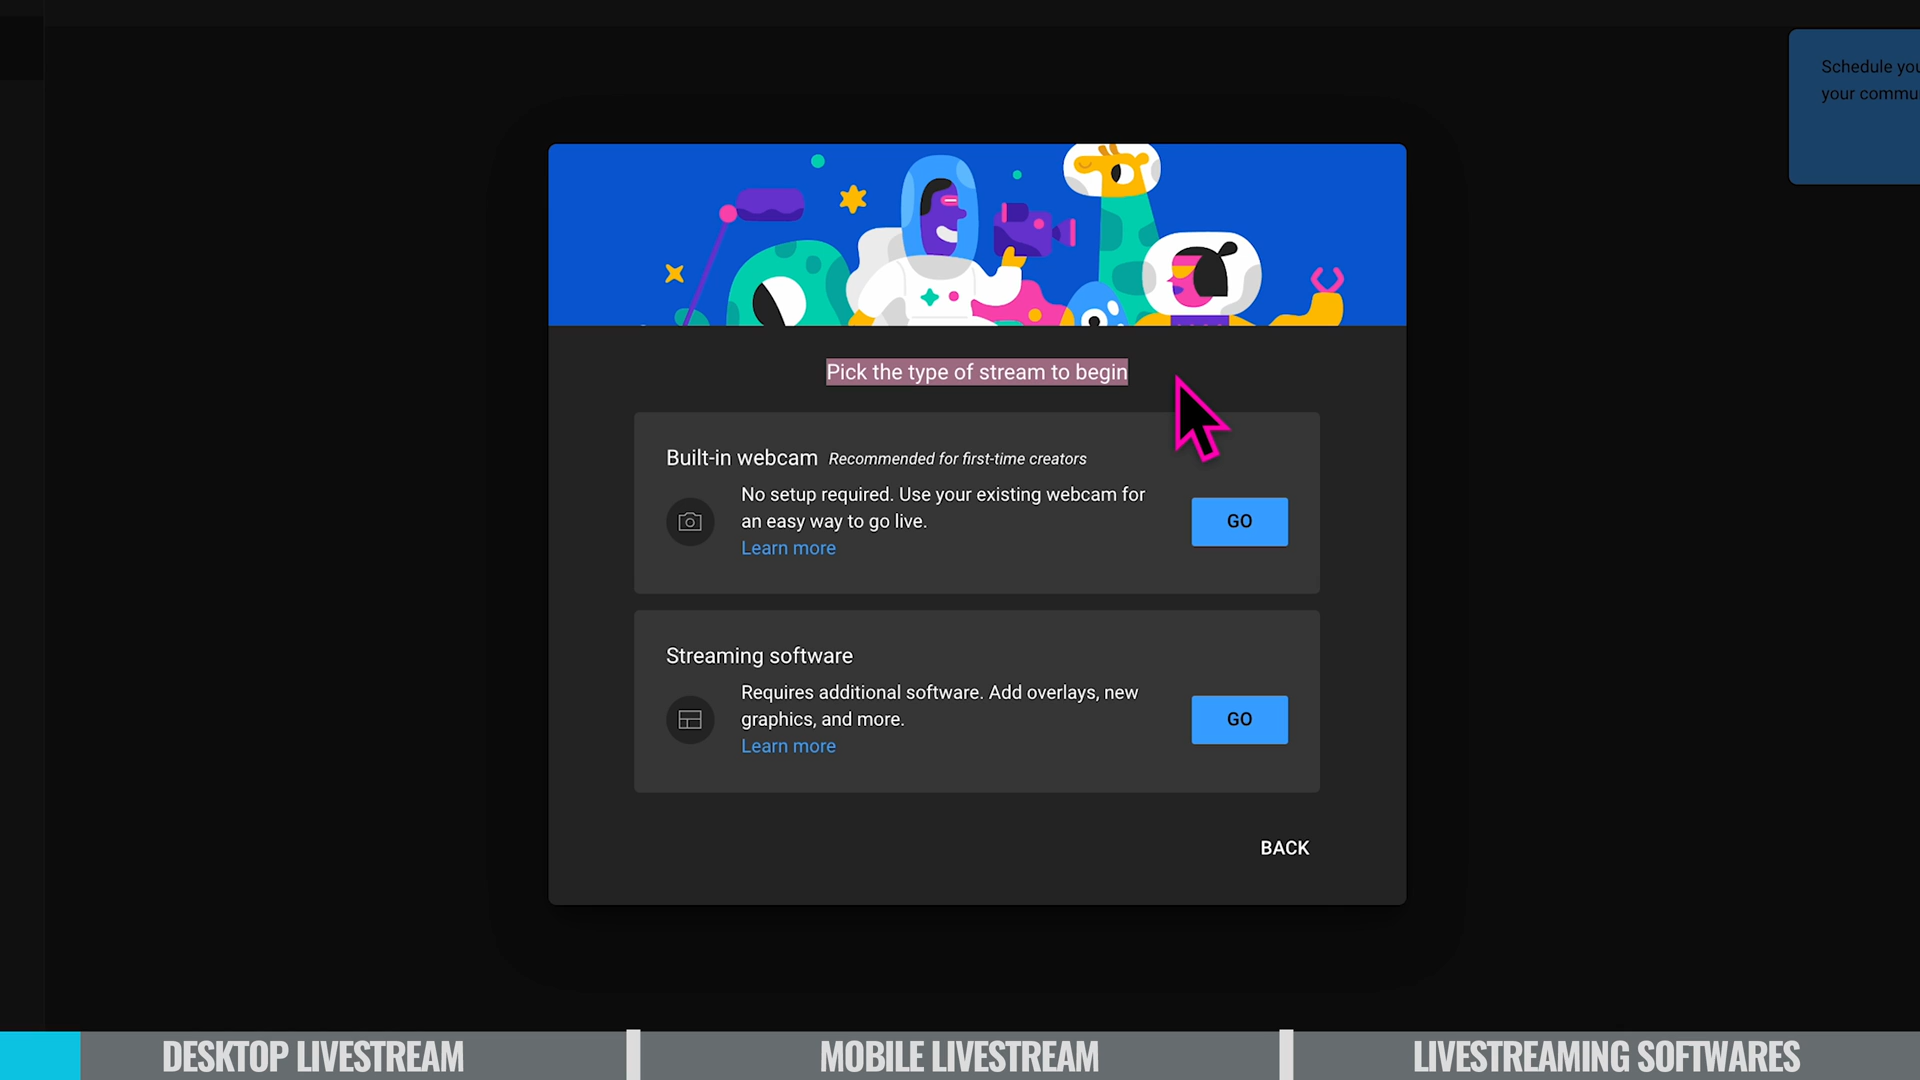 Schedule
your
Pick the type of stream to begin
Built-in webcam Recommended for first-time creators
No setup required. Use your existing webcam for
an easy way to go live.
Learn more
GO
Streaming software
Requires additional software. Add overlays, new
graphics, and more.
Learn more
GO
BACK
DESKTOP LIVESTREAM
MOBILE LIVESTREAM
LIVESTREAMING SOFTWARES